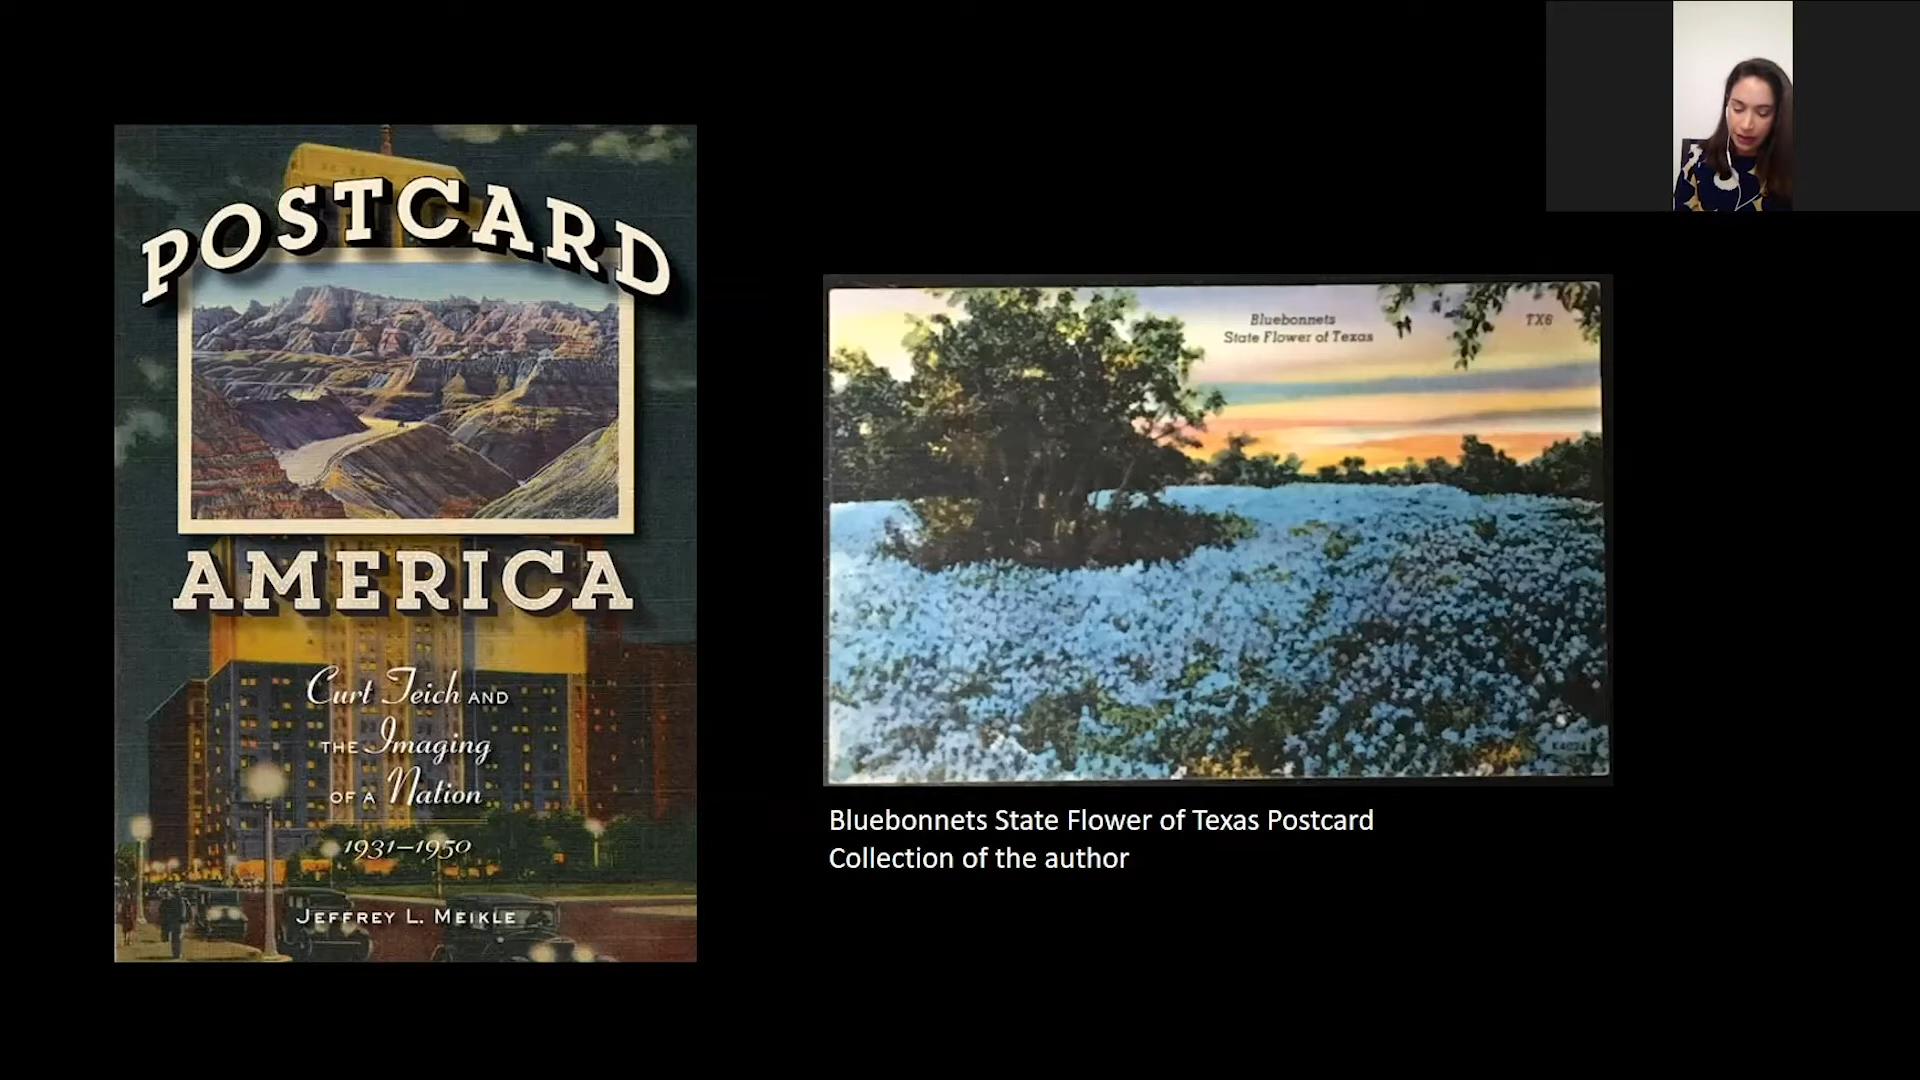 POSTCARD
AMERICA
Curt Teich AND
THE Imaging
OF A Nation
1931–1950
JEFFREY L. MEIKLE
Bluebonnets
State Flower of Texas
TX6
K4024
Bluebonnets State Flower of Texas Postcard
Collection of the author